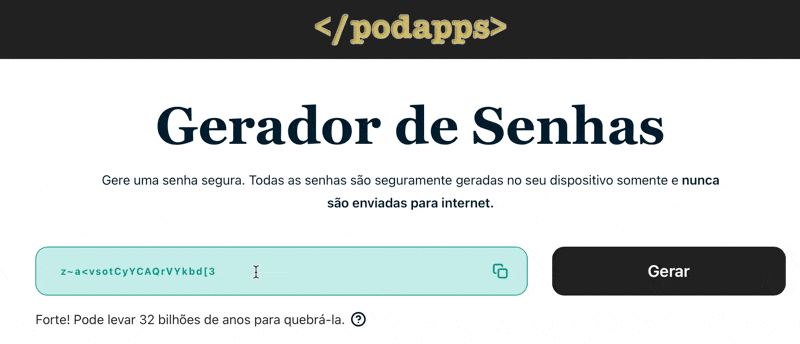 </podapps>
Gerador de Senhas
Gere uma senha segura. Todas as senhas são seguramente geradas no seu dispositivo somente e nunca
são enviadas para internet.
z~a<vsotCyYCAQrVYkbd[3
Gerar
Forte! Pode levar 32 bilhões de anos para quebrá-la.